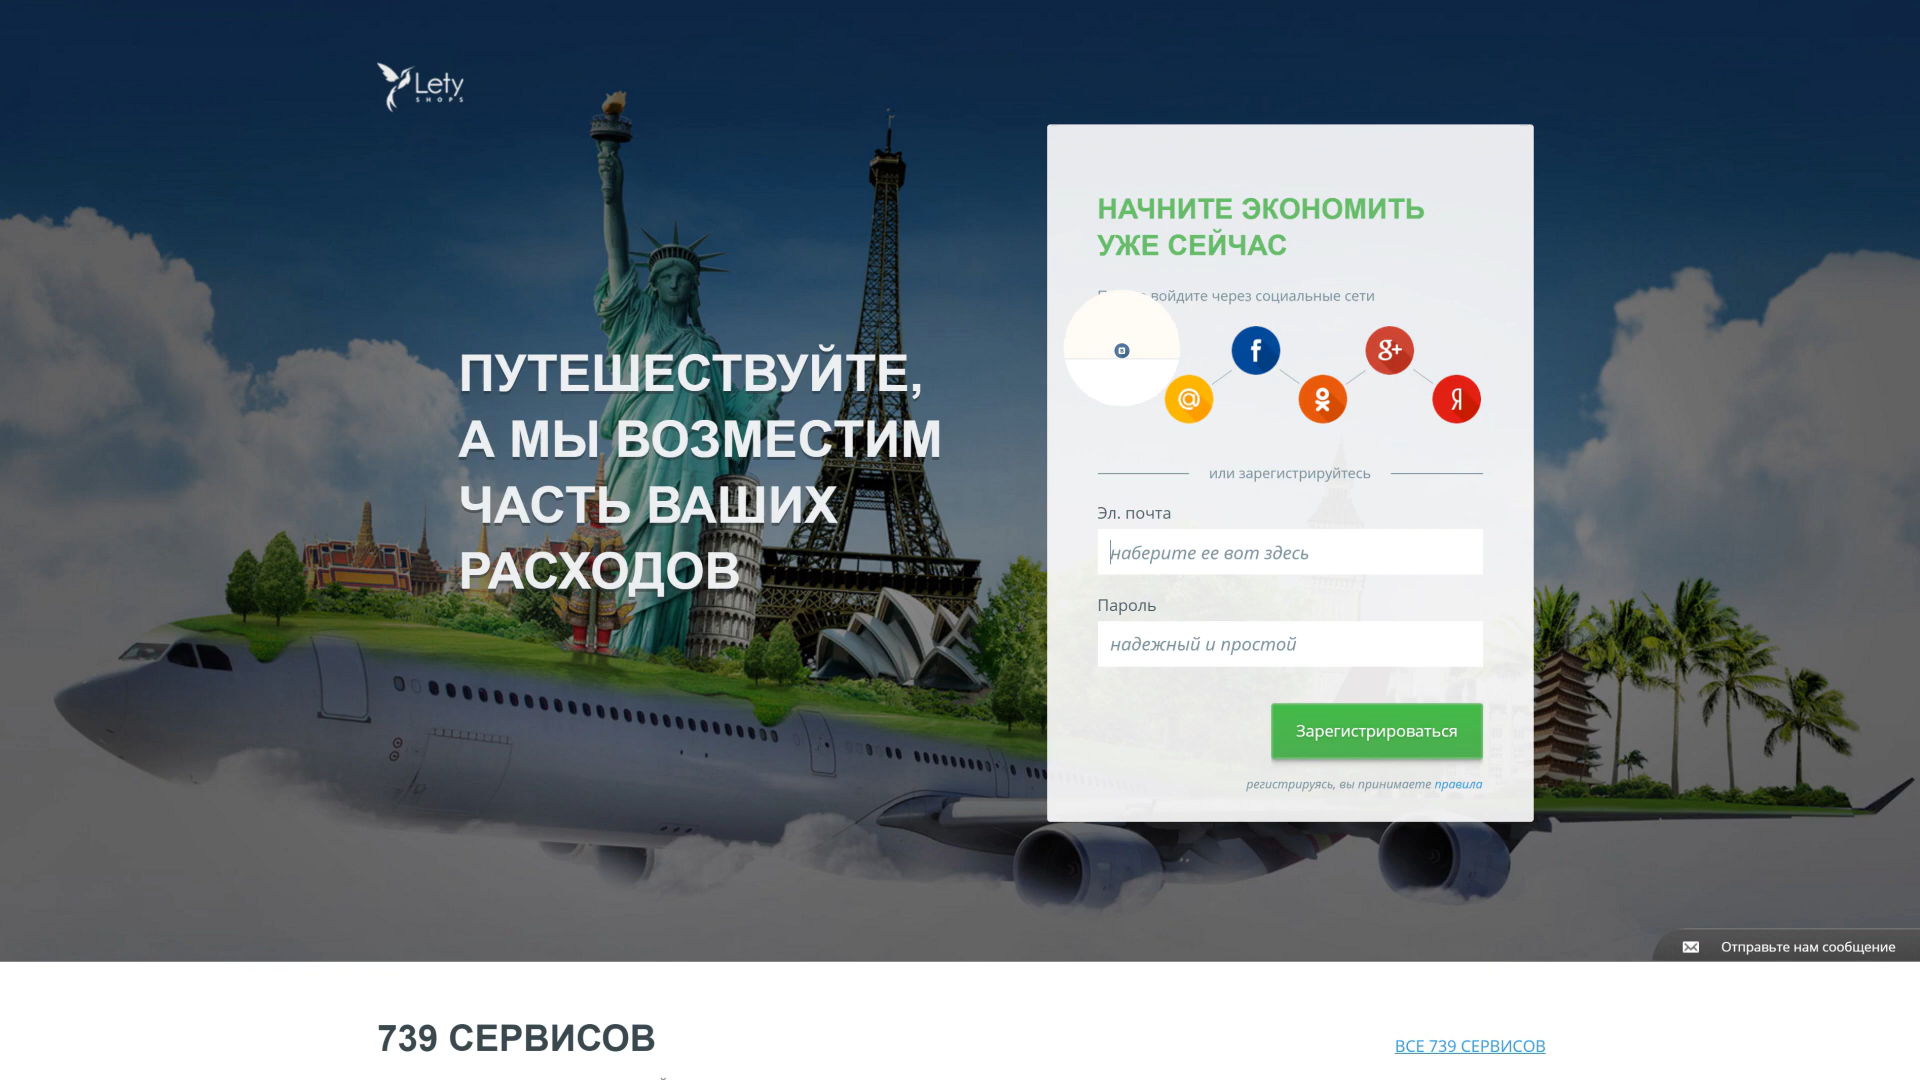 Lety
SHOPS
НАЧНИТЕ ЭКОНОМИТЬ
УЖЕ СЕЙЧАС
войдите через социальные сети
f
g+
@
Я
ПУТЕШЕСТВУЙТЕ,
А МЫ ВОЗМЕСТИМ
ЧАСТЬ ВАШИХ
РАСХОДОВ
или зарегистрируйтесь
Эл. почта
наберите ее вот здесь
Пароль
надежный и простой
Зарегистрироваться
регистрируясь, вы принимаете правила
Отправьте нам сообщение
739 СЕРВИСОВ
ВСЕ 739 СЕРВИСОВ